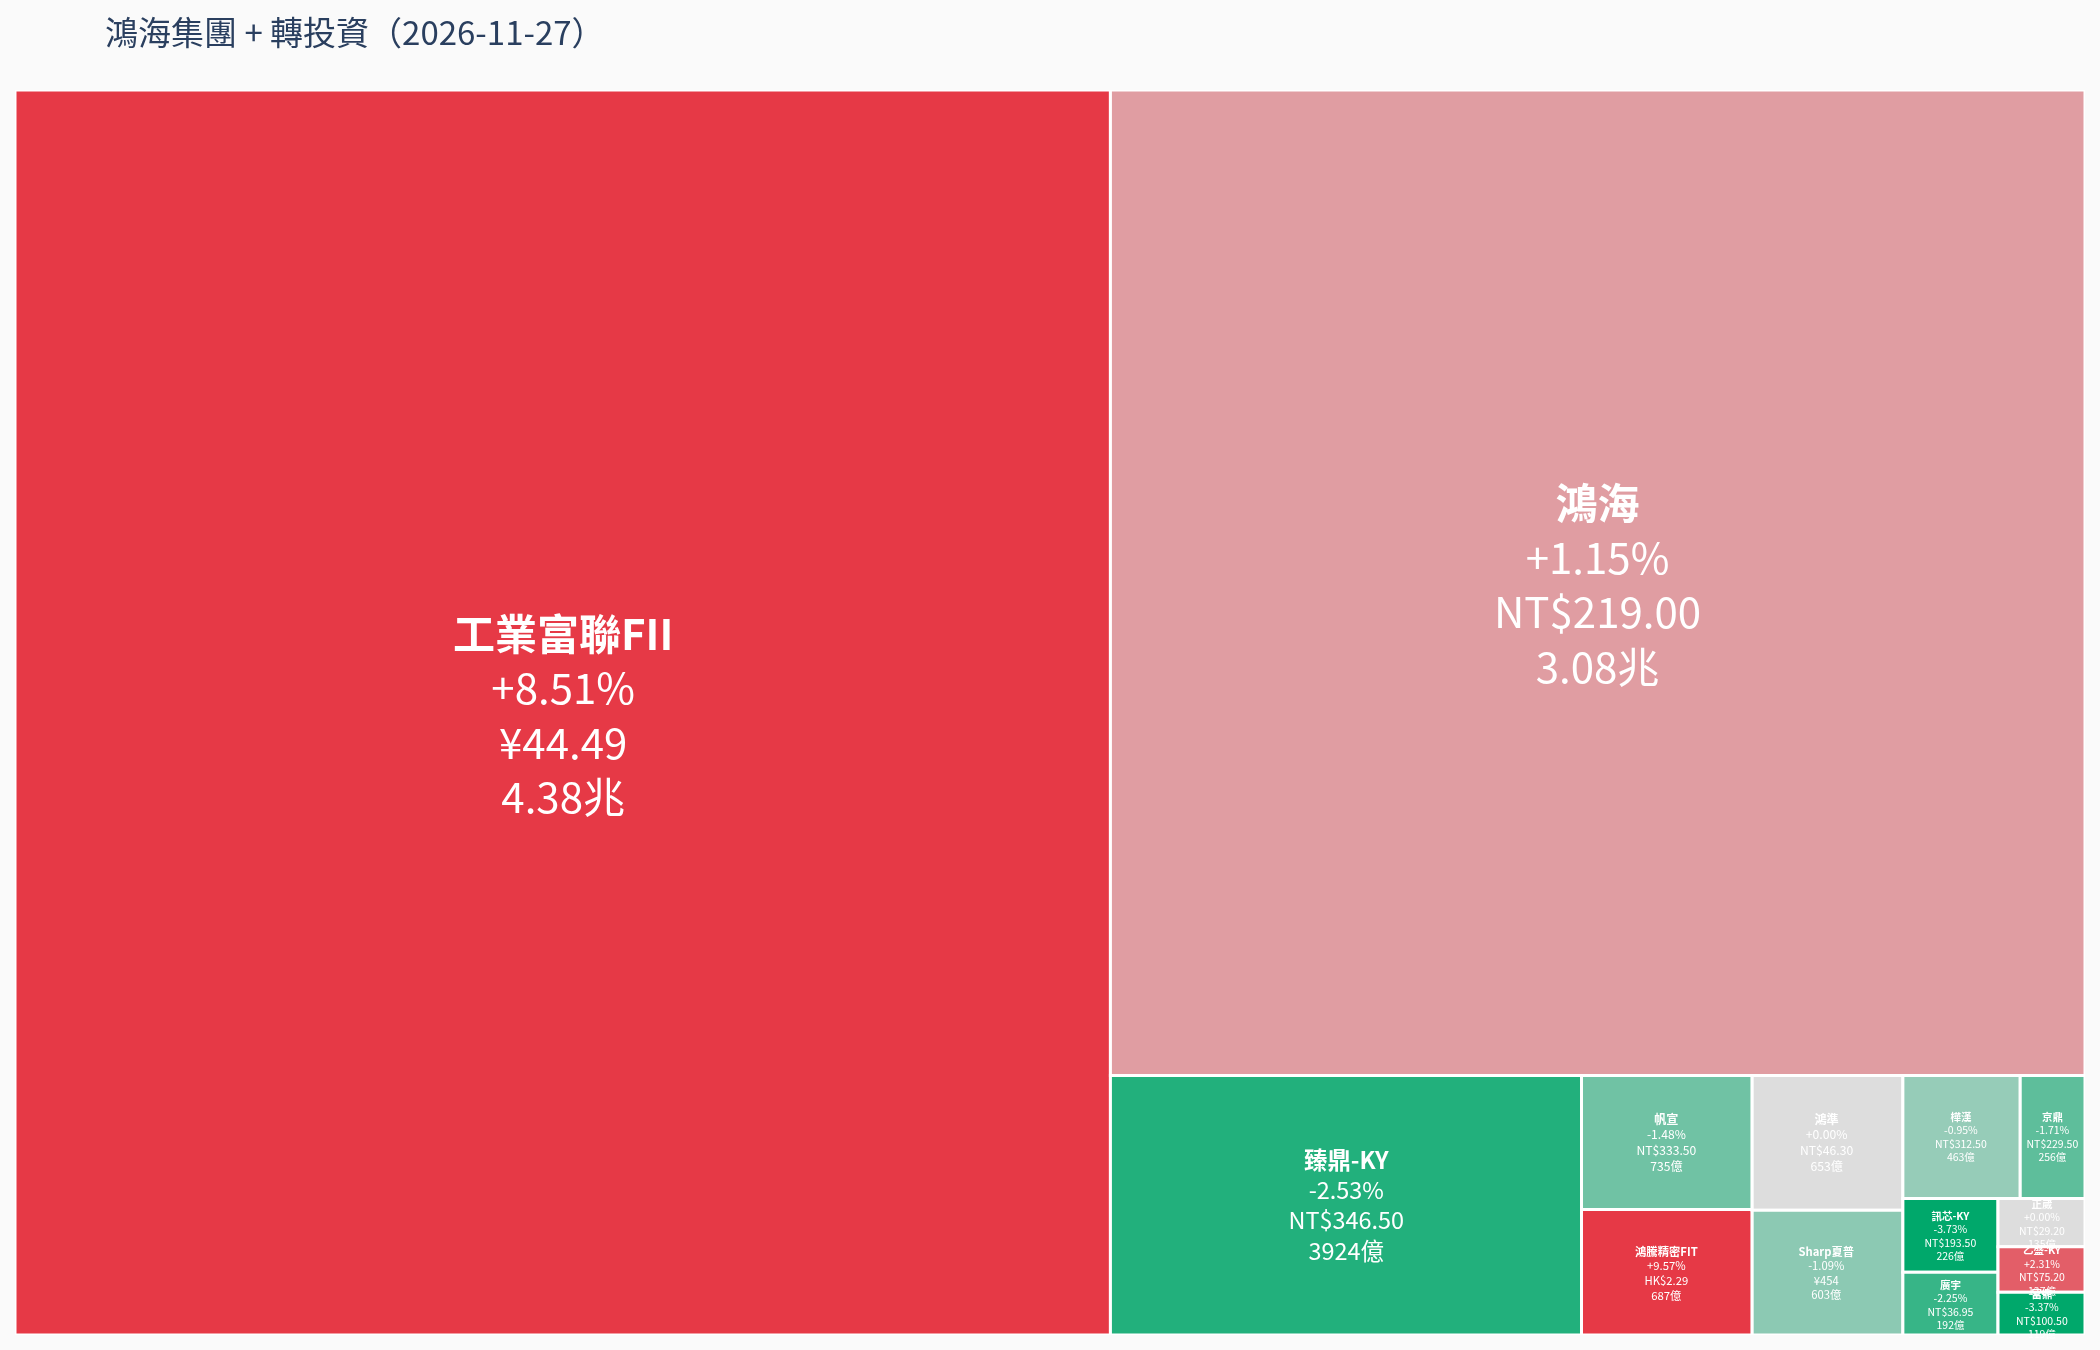 鴻海集團 + 轉投資（2026-11-27）
工業富聯FII
+8.51%
¥44.49
4.38兆
鴻海
+1.15%
NT$219.00
3.08兆
臻鼎-KY
-2.53%
NT$346.50
3924億
帆宣
-1.48%
NT$333.50
735億
鴻騰精密FIT
+9.57%
HK$2.29
687億
鴻準
+0.00%
NT$46.30
653億
Sharp夏普
-1.09%
¥454
603億
樺漢
-0.95%
NT$312.50
463億
京鼎
-1.71%
NT$229.50
256億
訊芯-KY
-3.73%
NT$193.50
226億
廣宇
-2.25%
NT$36.95
192億
+0.00%
NT$29.20
乙盛-KY
+2.31%
NT$75.20
富鼎
-3.37%
NT$100.50